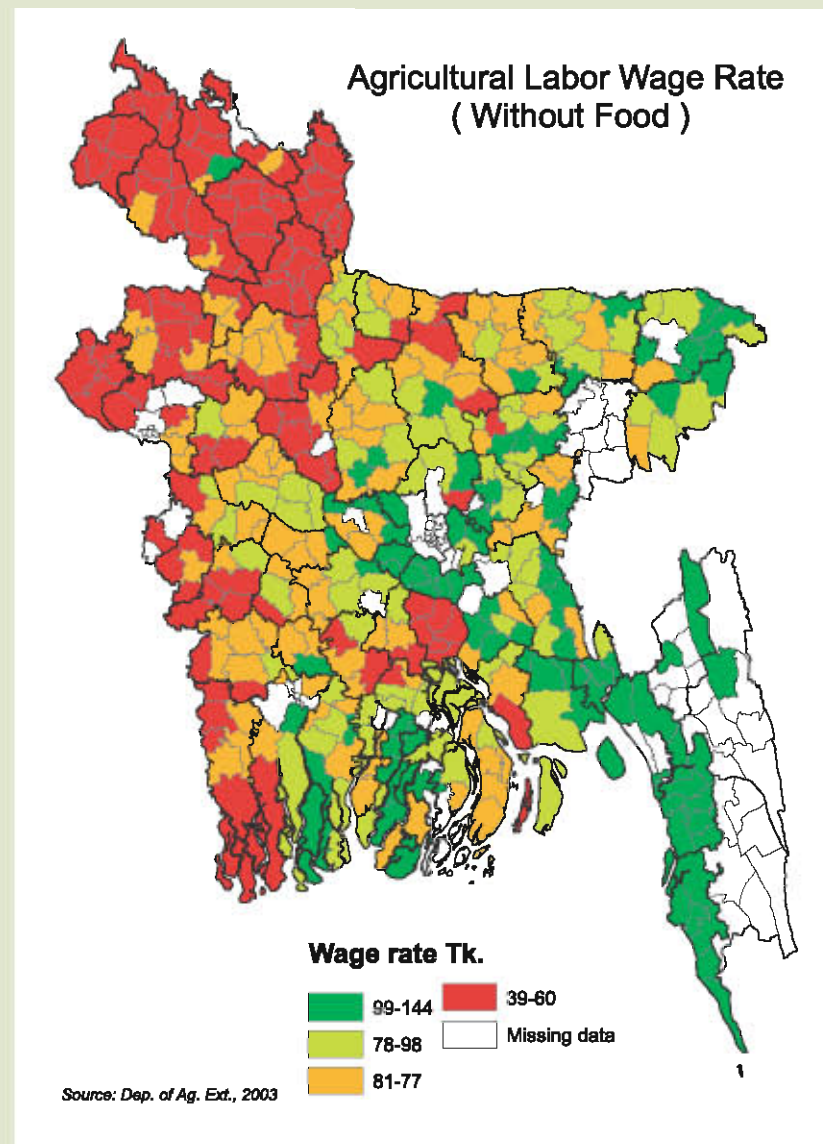 Agricultural Labor Wage Rate
( Without Food )
Wage rate Tk.
99-144
78-98
81-77
39-60
Missing data
1
Source: Dep. of Ag. Ext., 2003